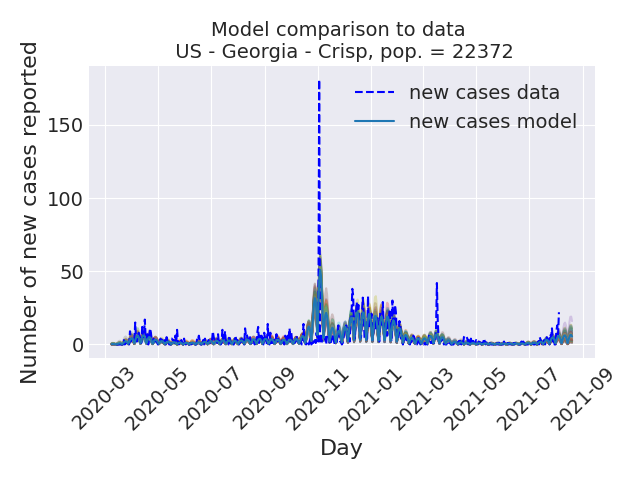 Model comparison to data
US - Georgia - Crisp, pop. = 22372
new cases data
new cases model
Number of new cases reported
150
100
50
0
2020-03
2020-05
2020-07
2020-09
2020-11
2021-01
2021-03
2021-05
2021-07
2021-09
Day